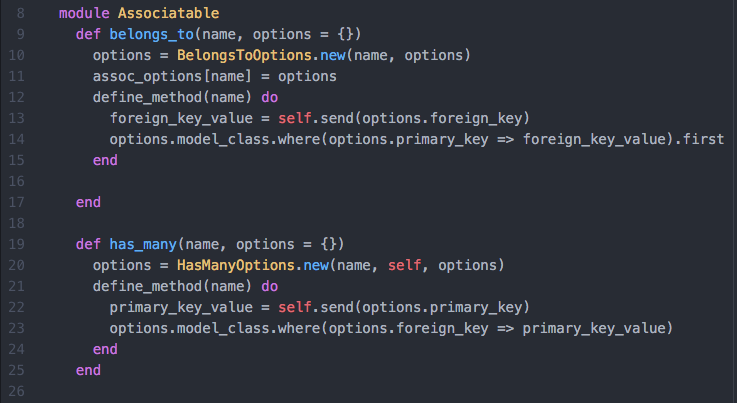 8 module Associatable
9 def belongs_to(name, options = {})
10 options = BelongsToOptions.new(name, options)
11 assoc_options[name] = options
12 define_method(name) do
13 foreign_key_value = self.send(options.foreign_key)
14 options.model_class.where(options.primary_key => foreign_key_value).first
15 end
16
17 end
18
19 def has_many(name, options = {})
20 options = HasManyOptions.new(name, self, options)
21 define_method(name) do
22 primary_key_value = self.send(options.primary_key)
23 options.model_class.where(options.foreign_key => primary_key_value)
24 end
25 end
26